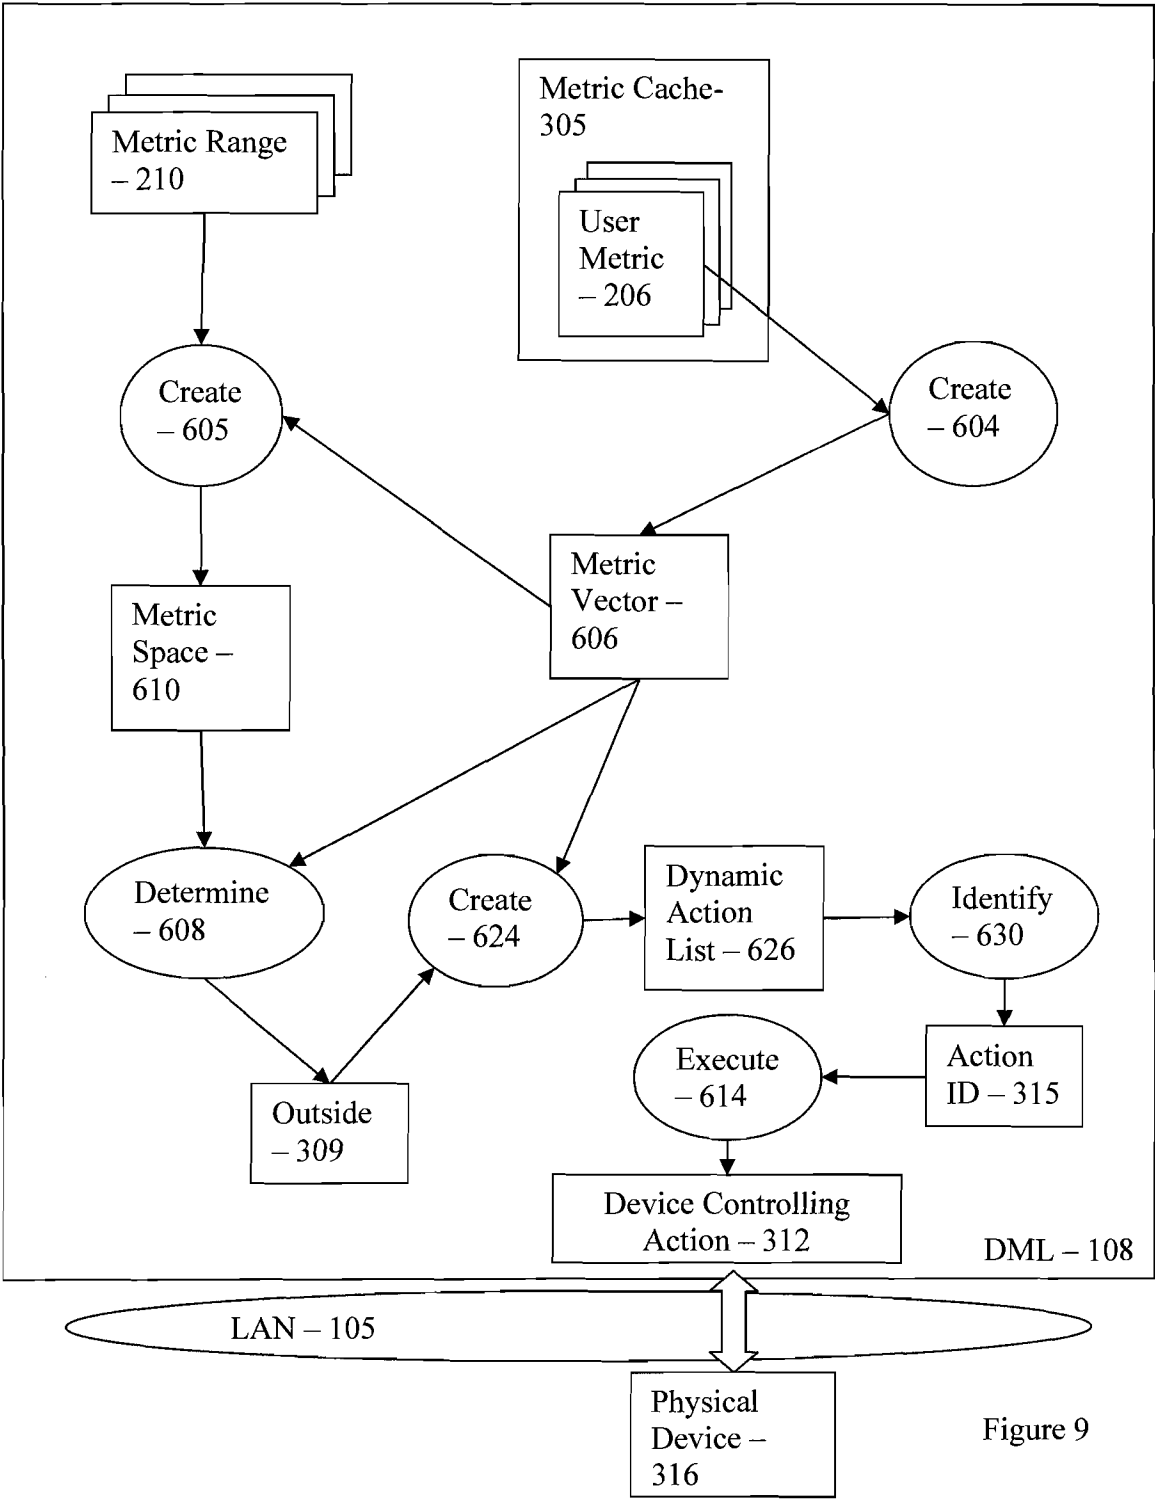 Metric Range
– 210
Metric Cache-
305
User
Metric
– 206
Create
– 605
Create
– 604
Metric
Vector –
606
Metric
Space –
610
Determine
– 608
Create
– 624
Dynamic
Action
List – 626
Identify
– 630
Action
ID – 315
Execute
– 614
Outside
– 309
Device Controlling
Action – 312
DML – 108
LAN – 105
Physical
Device –
316
Figure 9